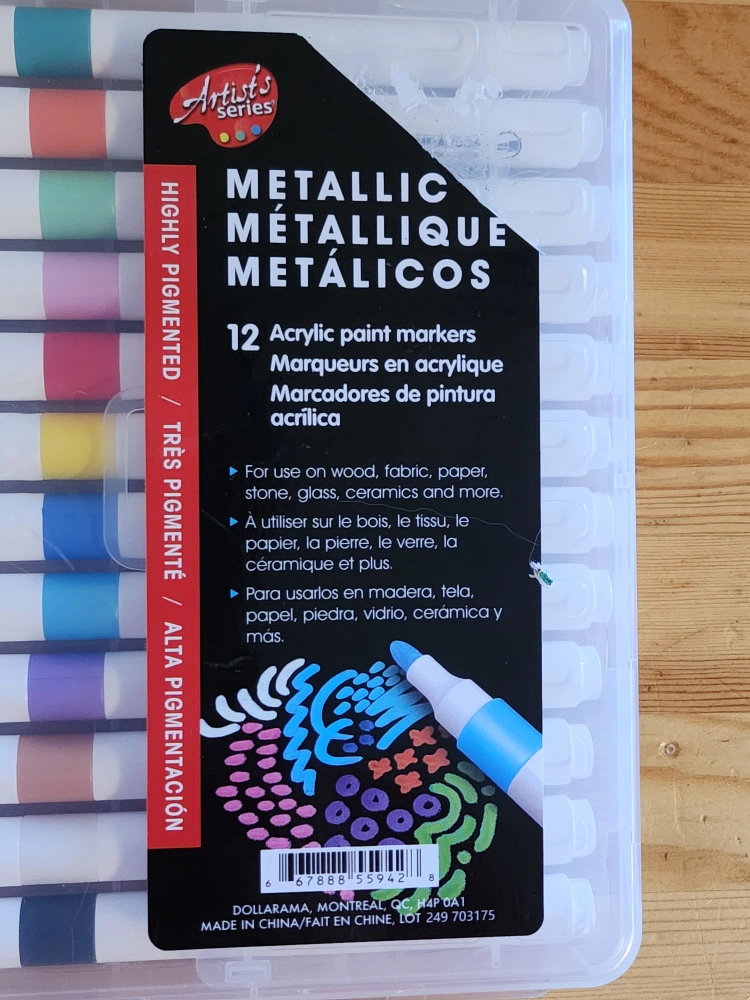 Artist's
series
METALLIC
MÉTALLIQUE
METÁLICOS
HIGHLY PIGMENTED / TRÈS PIGMENTÉ / ALTA PIGMENTACIÓN
12 Acrylic paint markers
Marqueurs en acrylique
Marcadores de pintura
acrílica
For use on wood, fabric, paper,
stone, glass, ceramics and more.
À utiliser sur le bois, le tissu, le
papier, la pierre, le verre, la
céramique et plus.
Para usarlos en madera, tela,
papel, piedra, vidrio, cerámica y
más.
6 67888 55942 8
DOLLARAMA, MONTREAL, QC, H4P 0A1
MADE IN CHINA/FAIT EN CHINE, LOT 249 703175